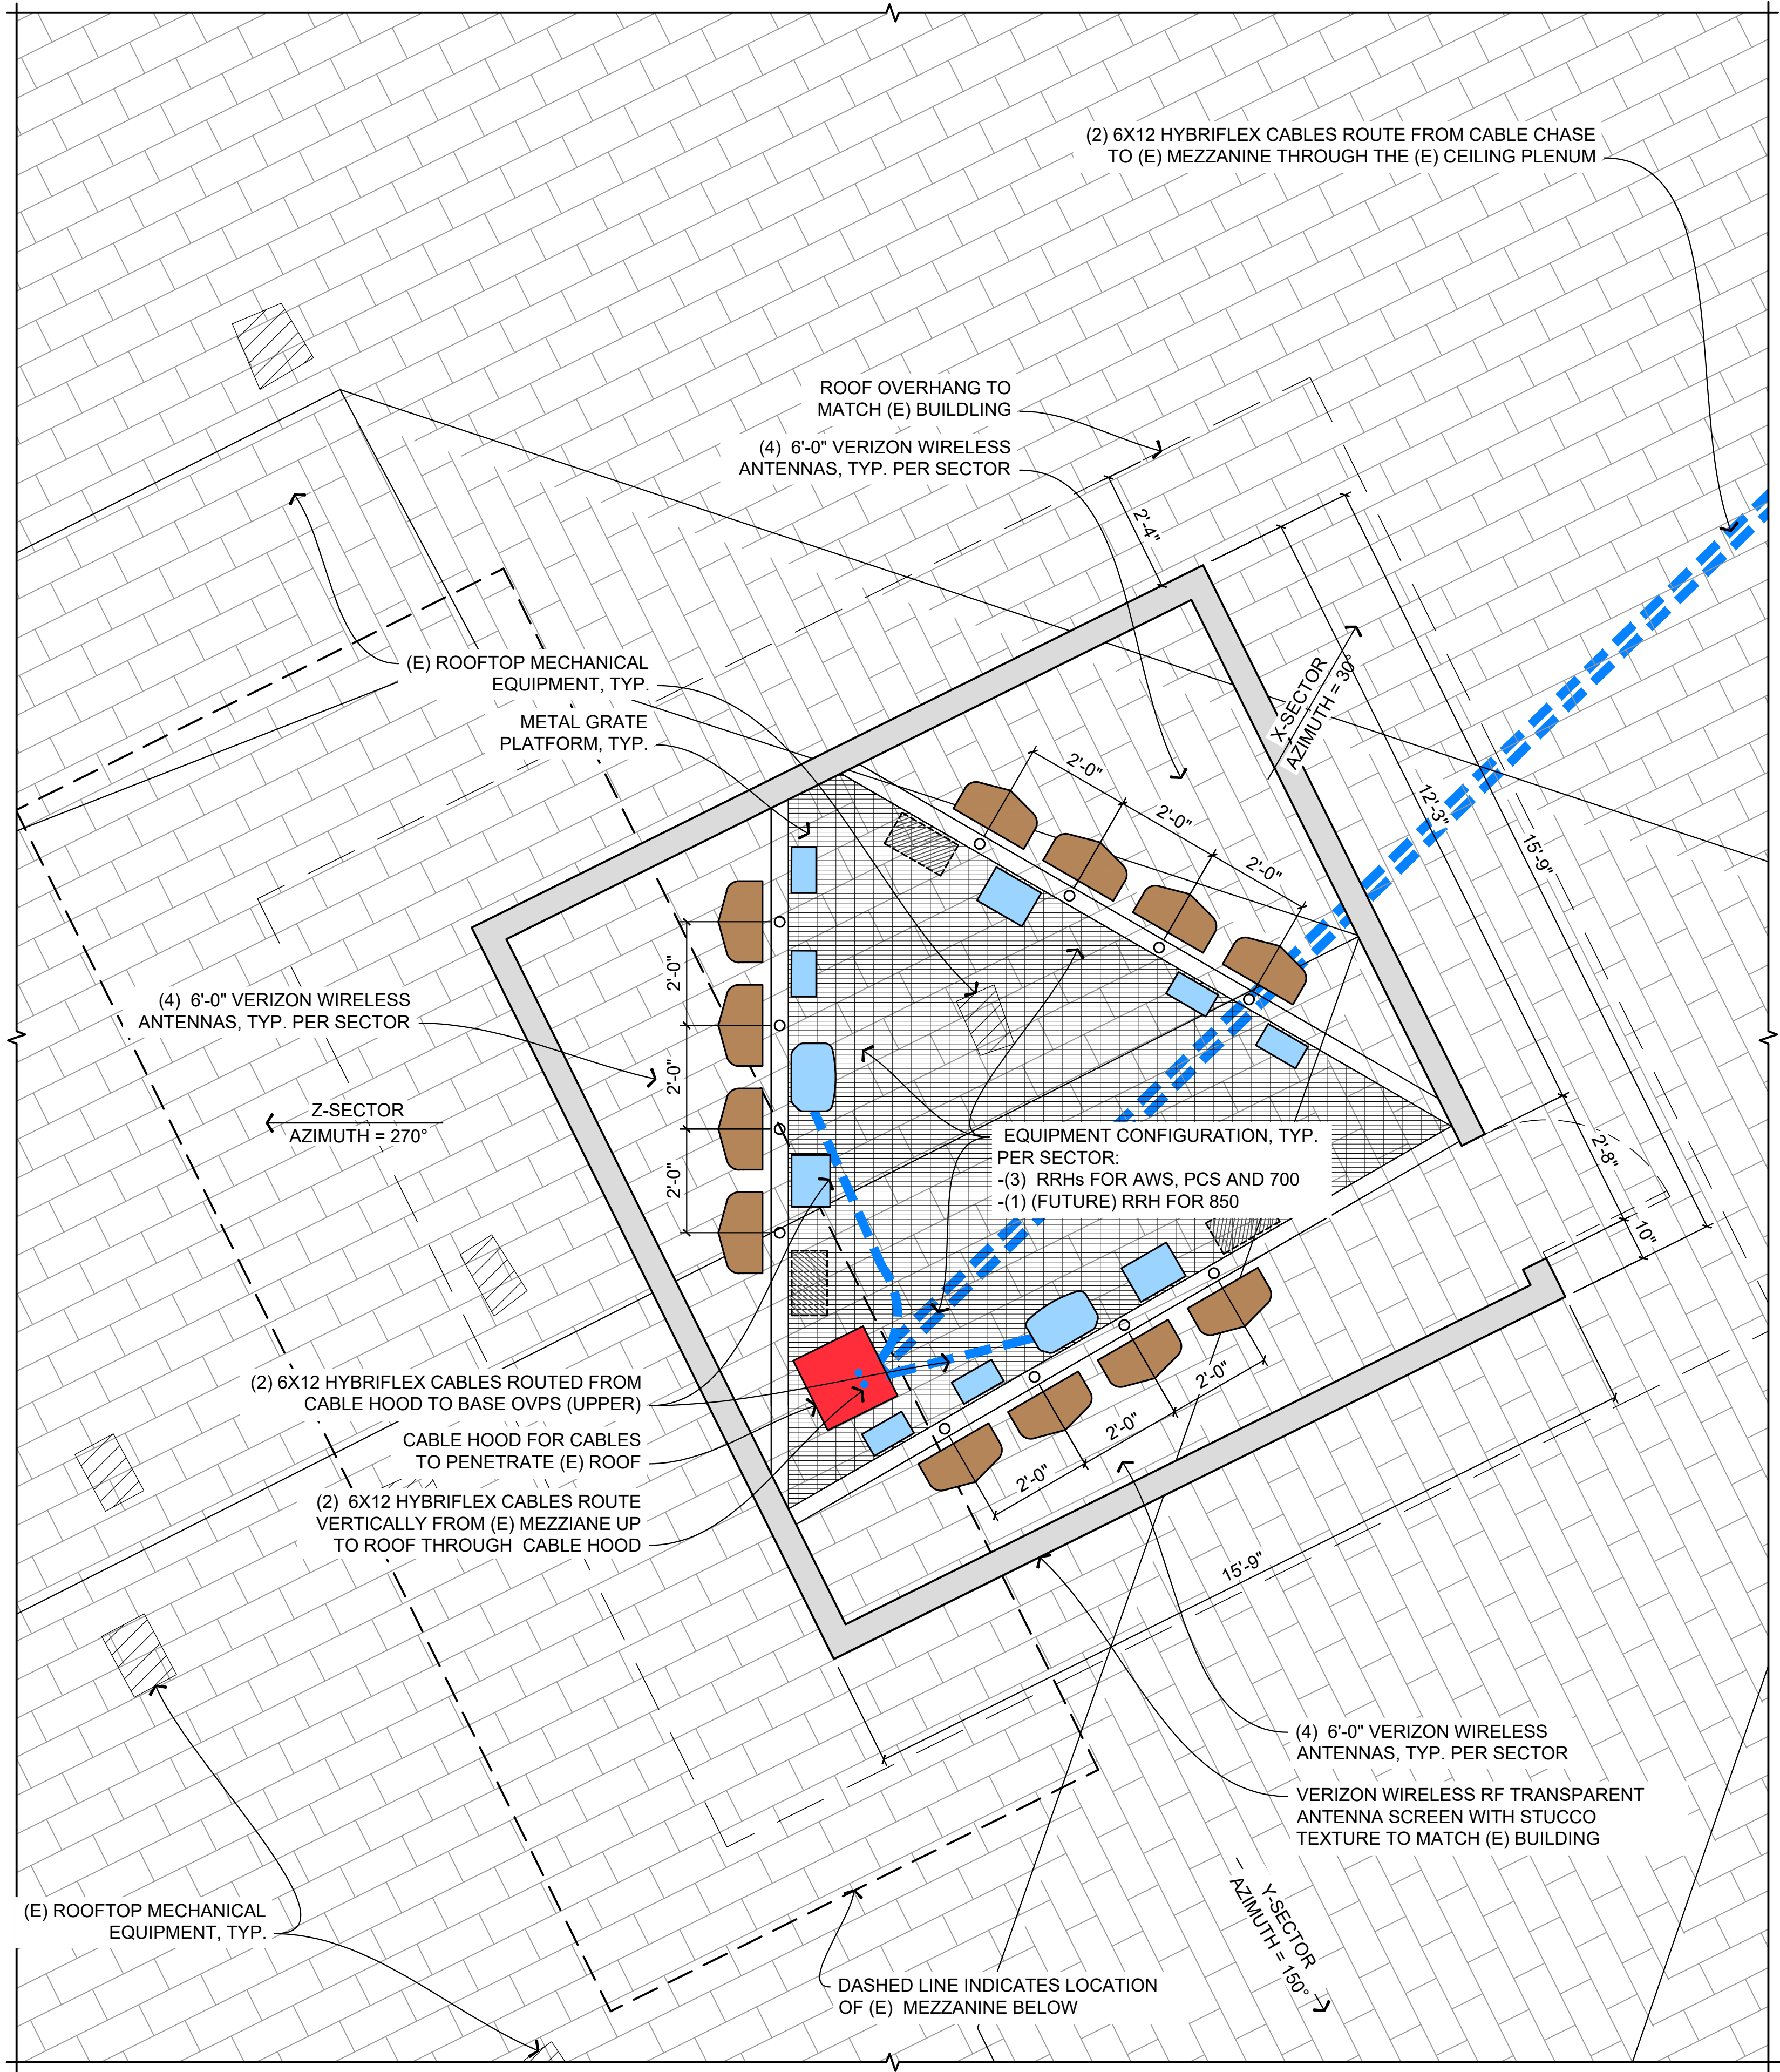 (2) 6X12 HYBRIFLEX CABLES ROUTE FROM CABLE CHASE
TO (E) MEZZANINE THROUGH THE (E) CEILING PLENUM
ROOF OVERHANG TO
MATCH (E) BUILDLING
(4) 6'-0" VERIZON WIRELESS
ANTENNAS, TYP. PER SECTOR
2'-4"
(E) ROOFTOP MECHANICAL
EQUIPMENT, TYP.
METAL GRATE
PLATFORM, TYP.
X-SECTOR
AZIMUTH = 30°
2'-0"
2'-0"
2'-0"
12'-3"
15'-9"
(4) 6'-0" VERIZON WIRELESS
ANTENNAS, TYP. PER SECTOR
2'-0"
2'-0"
2'-0"
Z-SECTOR
AZIMUTH = 270°
EQUIPMENT CONFIGURATION, TYP.
PER SECTOR:
-(3) RRHs FOR AWS, PCS AND 700
-(1) (FUTURE) RRH FOR 850
2'-8"
10"
(2) 6X12 HYBRIFLEX CABLES ROUTED FROM
CABLE HOOD TO BASE OVPS (UPPER)
CABLE HOOD FOR CABLES
TO PENETRATE (E) ROOF
(2) 6X12 HYBRIFLEX CABLES ROUTE
VERTICALLY FROM (E) MEZZIANE UP
TO ROOF THROUGH CABLE HOOD
2'-0"
2'-0"
2'-0"
15'-9"
(4) 6'-0" VERIZON WIRELESS
ANTENNAS, TYP. PER SECTOR
VERIZON WIRELESS RF TRANSPARENT
ANTENNA SCREEN WITH STUCCO
TEXTURE TO MATCH (E) BUILDING
Y-SECTOR
AZIMUTH = 150°
(E) ROOFTOP MECHANICAL
EQUIPMENT, TYP.
DASHED LINE INDICATES LOCATION
OF (E) MEZZANINE BELOW